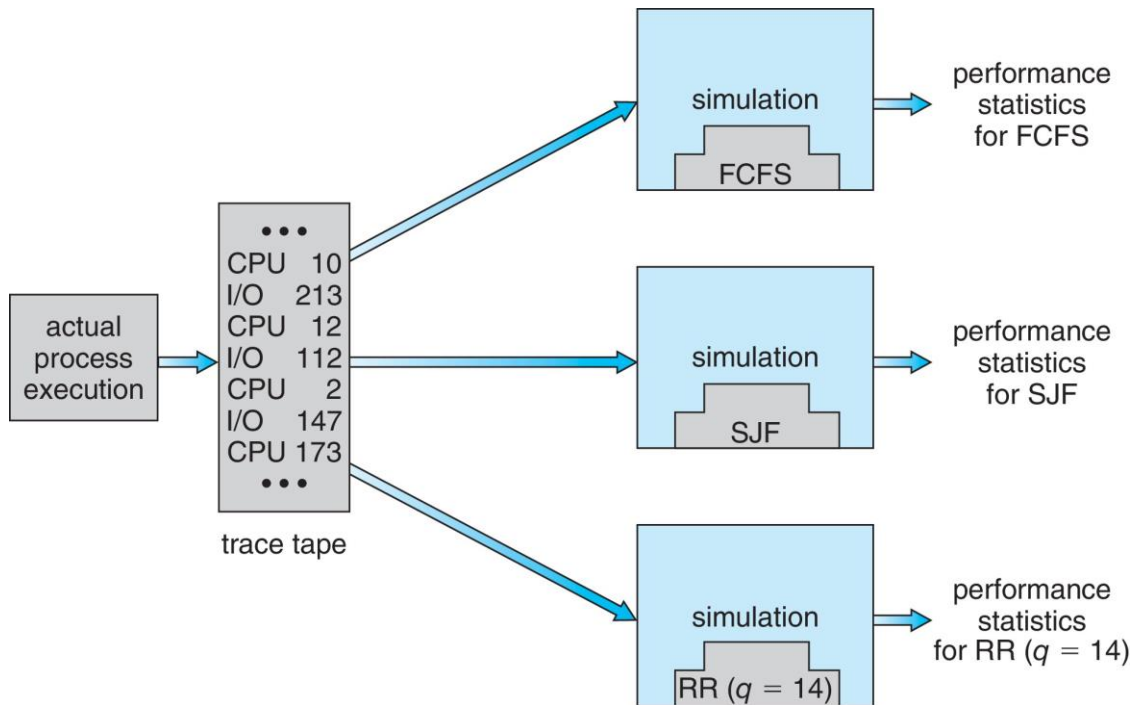 actual
process
execution
• • •
CPU 10
I/O 213
CPU 12
I/O 112
CPU 2
I/O 147
CPU 173
• • •
trace tape
simulation
FCFS
performance
statistics
for FCFS
simulation
SJF
performance
statistics
for SJF
simulation
RR (q = 14)
performance
statistics
for RR (q = 14)